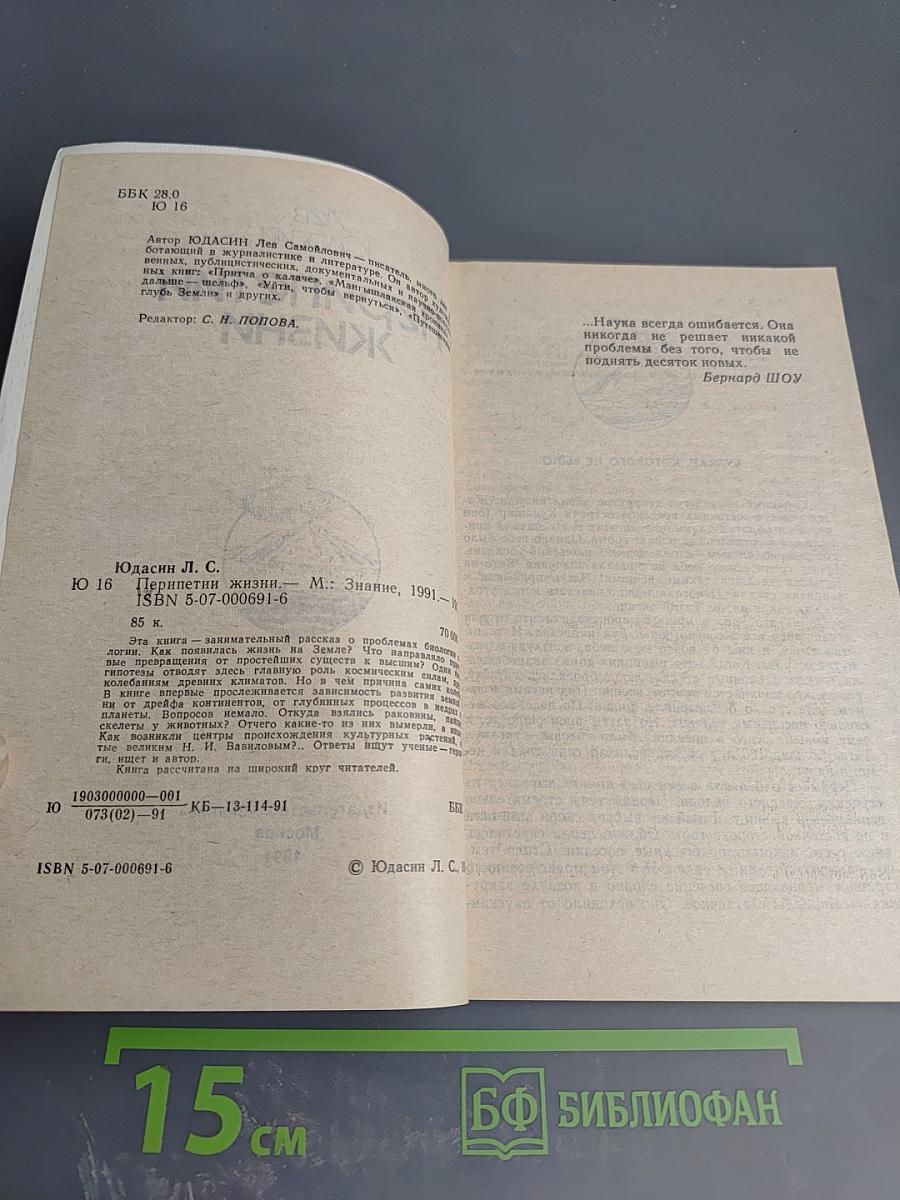 ББК 28.0
Ю 16
Автор ЮДАСИН Лев Самойлович — писатель, много лет
ботающий в журналистике и литературе. Он автор
венных, публицистических, документальных и научно-
ных книг: «Притча о калаче», «Мангышлакская
дальше — шельф», «Уйти, чтобы вернуться»,
глубь Земли» и других.
Редактор: С. Н. ПОПОВА.
Юдасин Л. С.
Ю 16 Перипетии жизни.— М.: Знание, 1991.—
ISBN 5-07-000691-6
85 к. 70 000
Эта книга — занимательный рассказ о проблемах биологии
логии. Как появилась жизнь на Земле? Что направляло
вые превращения от простейших существ к высшим? Одни
гипотезы отводят здесь главную роль космическим силам,
колебаниям древних климатов. Но в чем причина самих
В книге впервые прослеживается зависимость развития
ни от дрейфа континентов, от глубинных процессов в недрах
планеты. Вопросов немало. Откуда взялись раковины,
скелеты у животных? Отчего какие-то из них вымерли, а
Как возникли центры происхождения культурных растений,
тые великим Н. И. Вавиловым?.. Ответы ищут ученые —
ги, ищет и автор.
Книга рассчитана на широкий круг читателей.
Ю 1903000000—001
073(02)—91 КБ—13-114-91 ББК
ISBN 5-07-000691-6 © Юдасин Л. С.,
...Наука всегда ошибается. Она
никогда не решает никакой
проблемы без того, чтобы не
поднять десяток новых.
Бернард ШОУ
15 см БФ БИБЛИОФАН